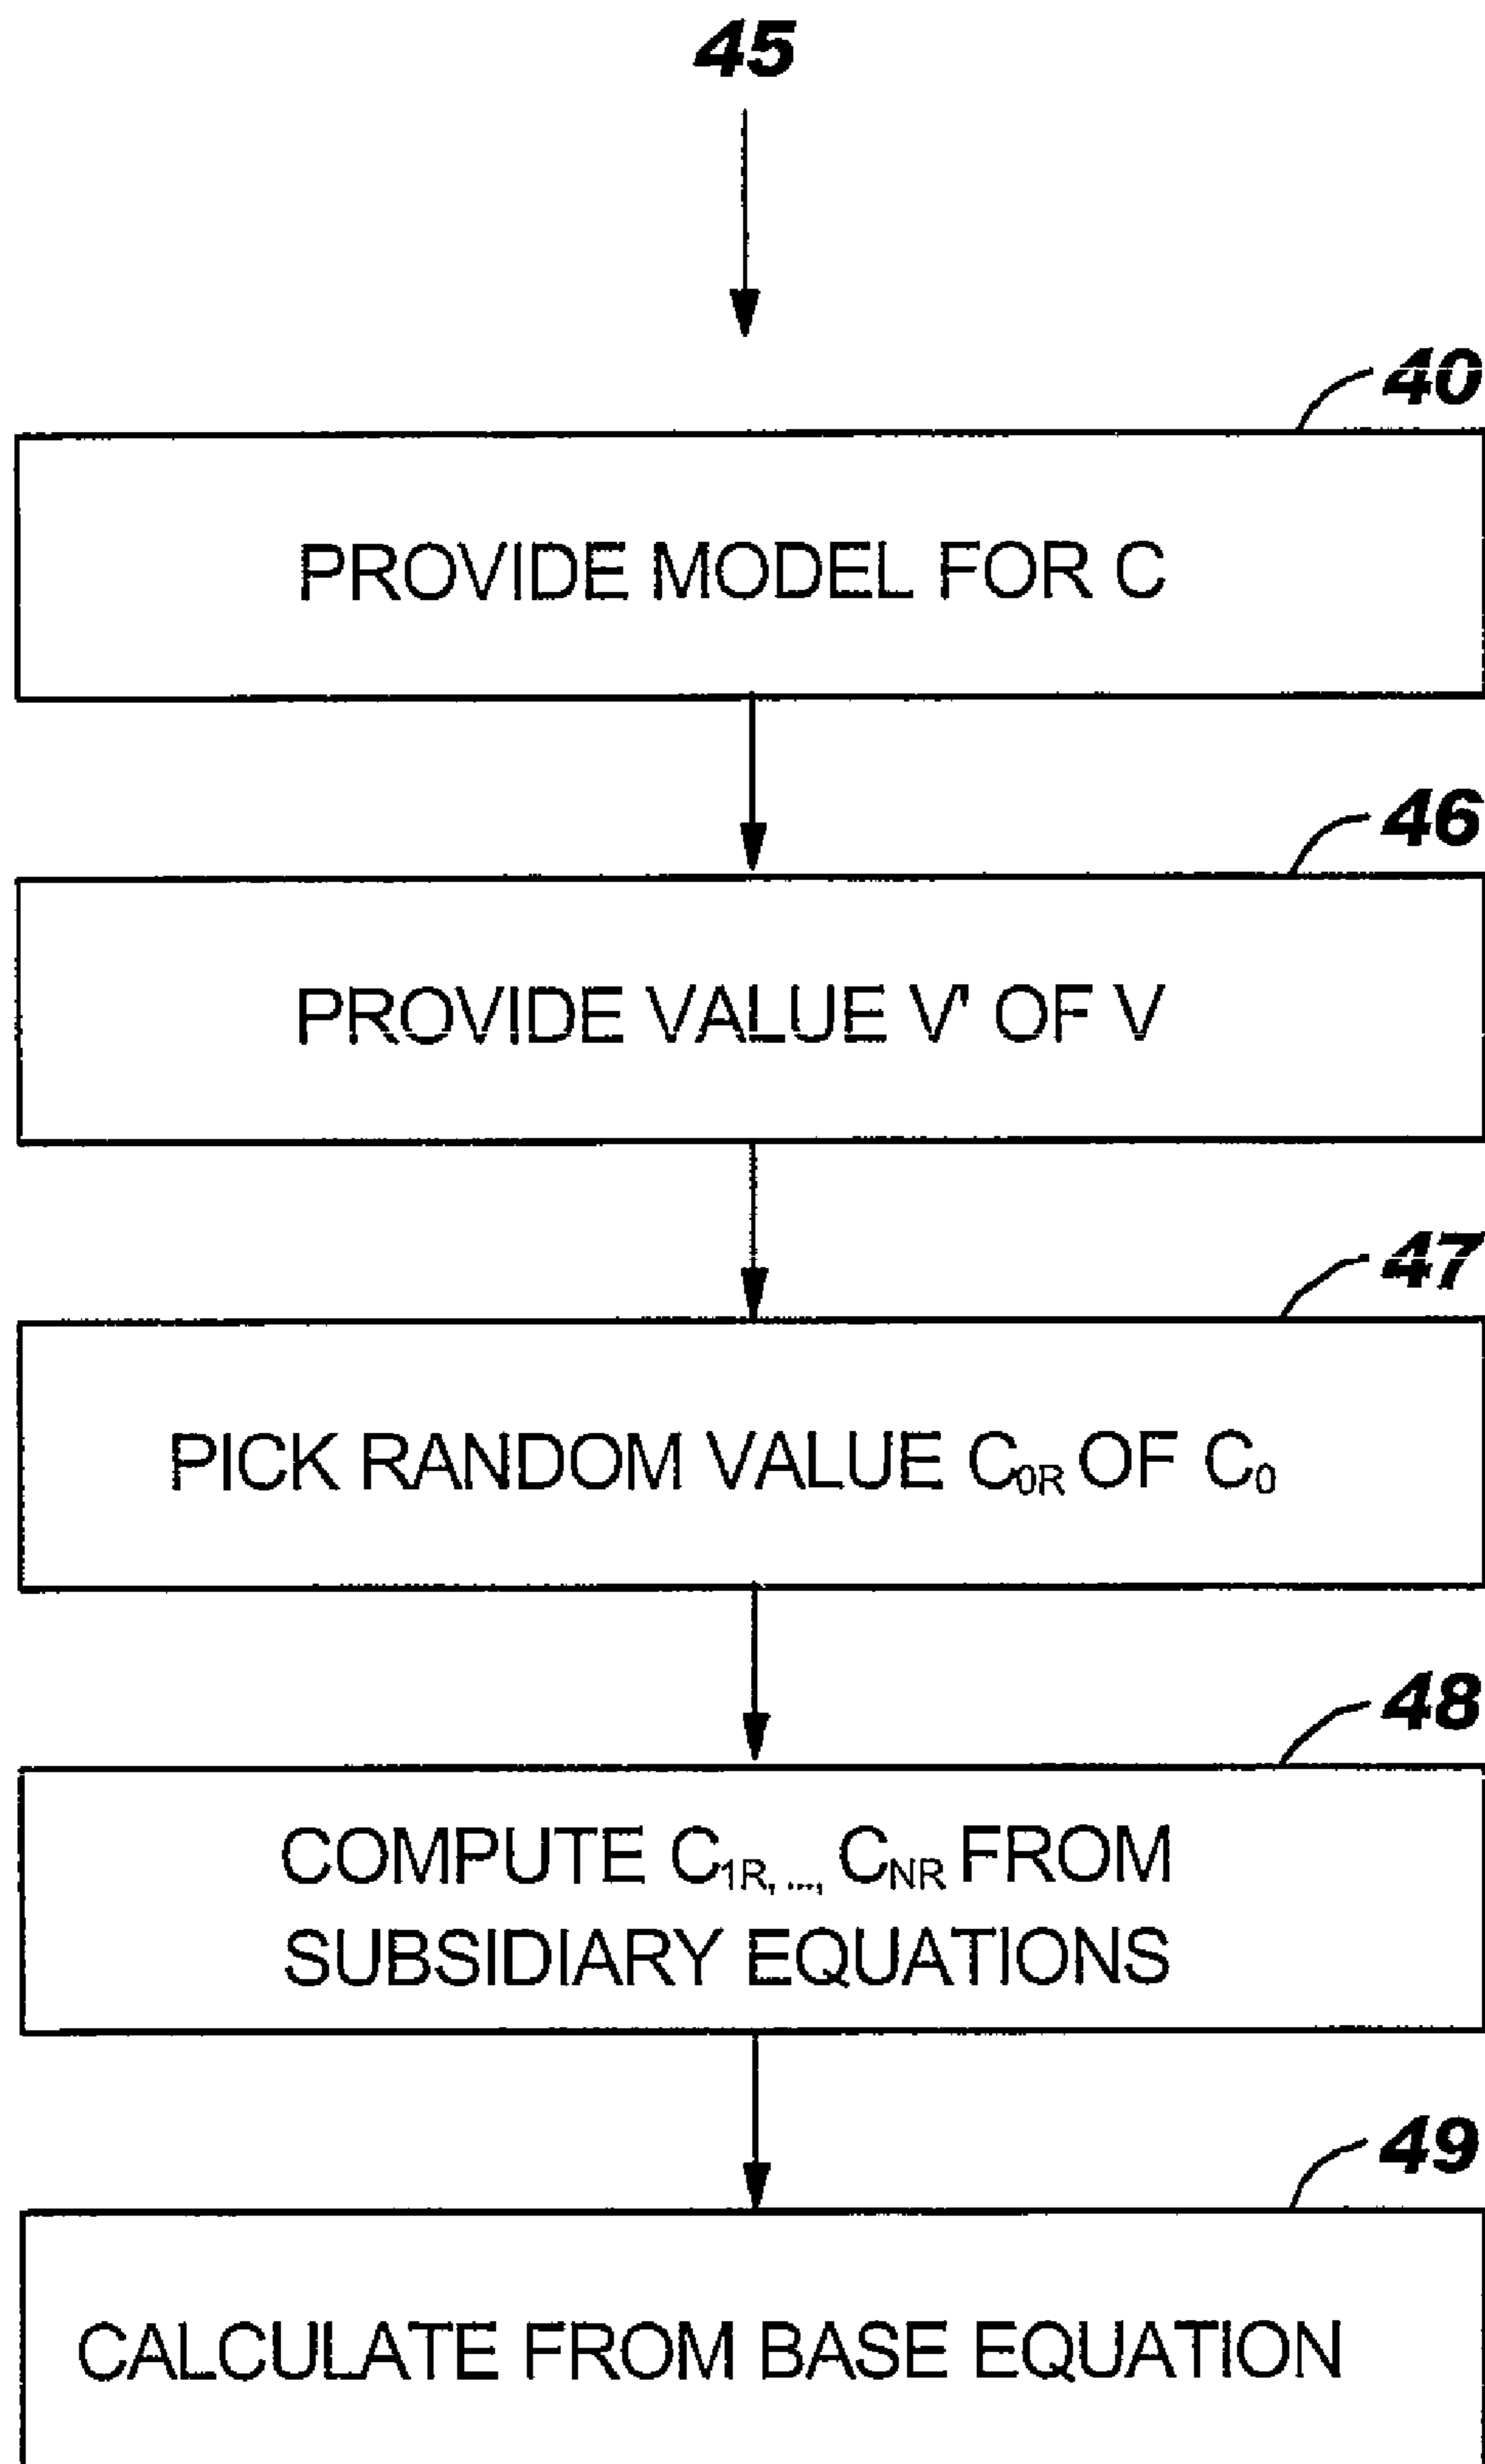 45
40
PROVIDE MODEL FOR C
46
PROVIDE VALUE V' OF V
47
PICK RANDOM VALUE C0R OF C0
48
COMPUTE C1R, ..., CNR FROM
SUBSIDIARY EQUATIONS
49
CALCULATE FROM BASE EQUATION